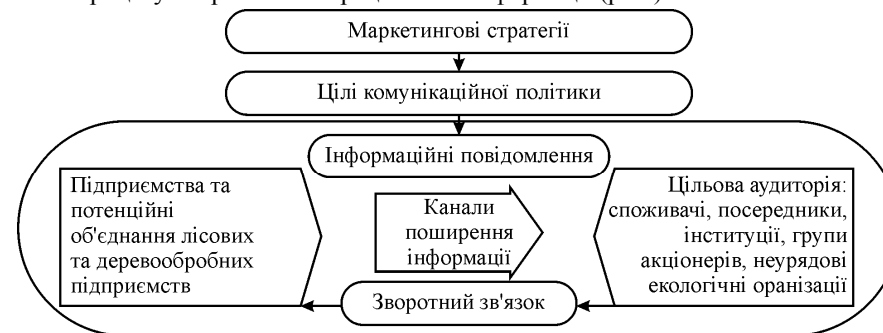 Маркетингові стратегії
Цілі комунікаційної політики
Інформаційні повідомлення
Підприємства та
потенційні
об'єднання лісових
та деревообробних
підприємств
Канали
поширення
інформації
Цільова аудиторія:
споживачі, посередники,
інституції, групи
акціонерів, неурядові
екологічні оранізації
Зворотний зв'язок